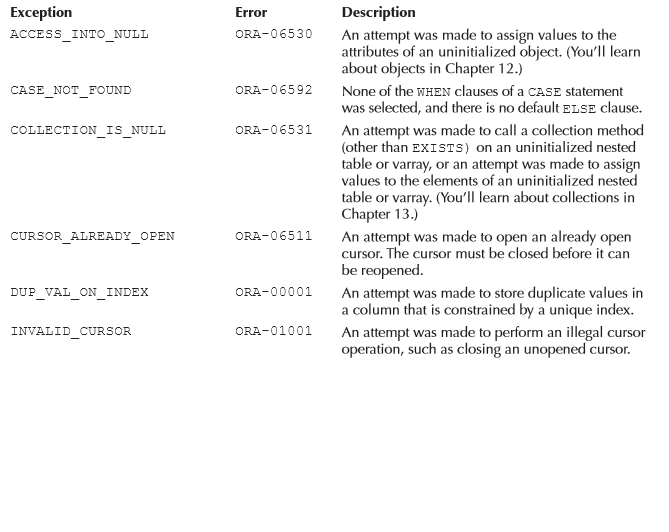 Exception Error Description
ACCESS_INTO_NULL ORA-06530 An attempt was made to assign values to the
attributes of an uninitialized object. (You'll learn
about objects in Chapter 12.)
CASE_NOT_FOUND ORA-06592 None of the WHEN clauses of a CASE statement
was selected, and there is no default ELSE clause.
COLLECTION_IS_NULL ORA-06531 An attempt was made to call a collection method
(other than EXISTS) on an uninitialized nested
table or varray, or an attempt was made to assign
values to the elements of an uninitialized nested
table or varray. (You'll learn about collections in
Chapter 13.)
CURSOR_ALREADY_OPEN ORA-06511 An attempt was made to open an already open
cursor. The cursor must be closed before it can
be reopened.
DUP_VAL_ON_INDEX ORA-00001 An attempt was made to store duplicate values in
a column that is constrained by a unique index.
INVALID_CURSOR ORA-01001 An attempt was made to perform an illegal cursor
operation, such as closing an unopened cursor.